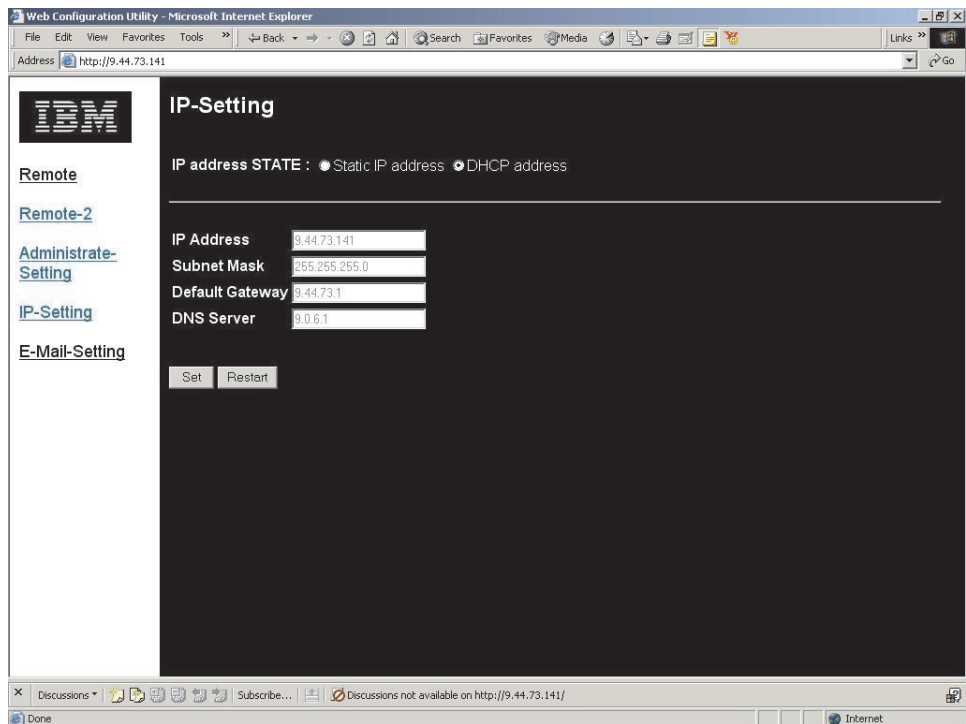 Web Configuration Utility - Microsoft Internet Explorer
File Edit View Favorites Tools » Back Search Favorites Media Links »
Address http://9.44.73.141 Go
IBM
IP-Setting
IP address STATE : Static IP address DHCP address
Remote
Remote-2
Administrate-
Setting
IP-Setting
E-Mail-Setting
IP Address 9.44.73.141
Subnet Mask 255.255.255.0
Default Gateway 9.44.73.1
DNS Server 9.0.6.1
Set Restart
Discussions Subscribe... Discussions not available on http://9.44.73.141/
Done Internet